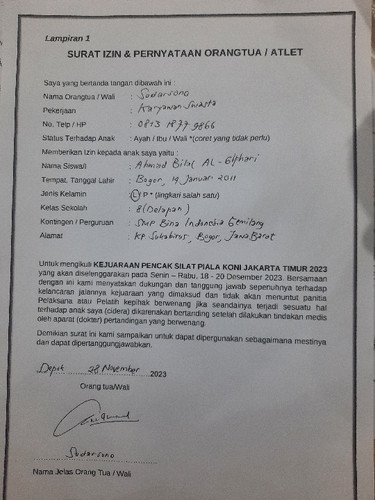 Lampiran 1
SURAT IZIN & PERNYATAAN ORANGTUA / ATLET
Saya yang bertanda tangan dibawah ini :
Nama Orangtua / Wali : Sudarsono
Pekerjaan : Karyawan Swasta
No. Telp / HP : 0813 1877 9866
Status Terhadap Anak : Ayah / Ibu / Wali *(coret yang tidak perlu)
Memberikan Izin kepada anak saya yaitu :
Nama Siswa/i : Ahmad Bilal AL-Ghifari
Tempat, Tanggal Lahir : Bogor, 19 Januari 2011
Jenis Kelamin : L / P * (lingkari salah satu)
Kelas Sekolah : 8 (Delapan)
Kontingen / Perguruan : SMP Bina Indonesia Gemilang
Alamat : KP. Sukabirus, Bogor, Jawa Barat
Untuk mengikuti KEJUARAAN PENCAK SILAT PIALA KONI JAKARTA TIMUR 2023
yang akan diselenggarakan pada Senin – Rabu, 18 - 20 Desember 2023. Bersamaan
dengan ini kami menyatakan dukungan dan tanggung jawab sepenuhnya terhadap
kelancaran jalannya kejuaraan yang dimaksud dan tidak akan menuntut panitia
Pelaksana atau Pelatih kepihak berwenang jika seandainya terjadi sesuatu hal
terhadap anak saya (cidera) dikarenakan bertanding setelah dilakukan tindakan medis
oleh aparat (dokter) pertandingan yang berwenang.
Demikian surat ini kami sampaikan untuk dapat dipergunakan sebagaimana mestinya
dan dapat dipertanggungjawabkan.
Depok 28 November 2023
Orang tua/Wali
Sudarsono
Nama Jelas Orang Tua / Wali